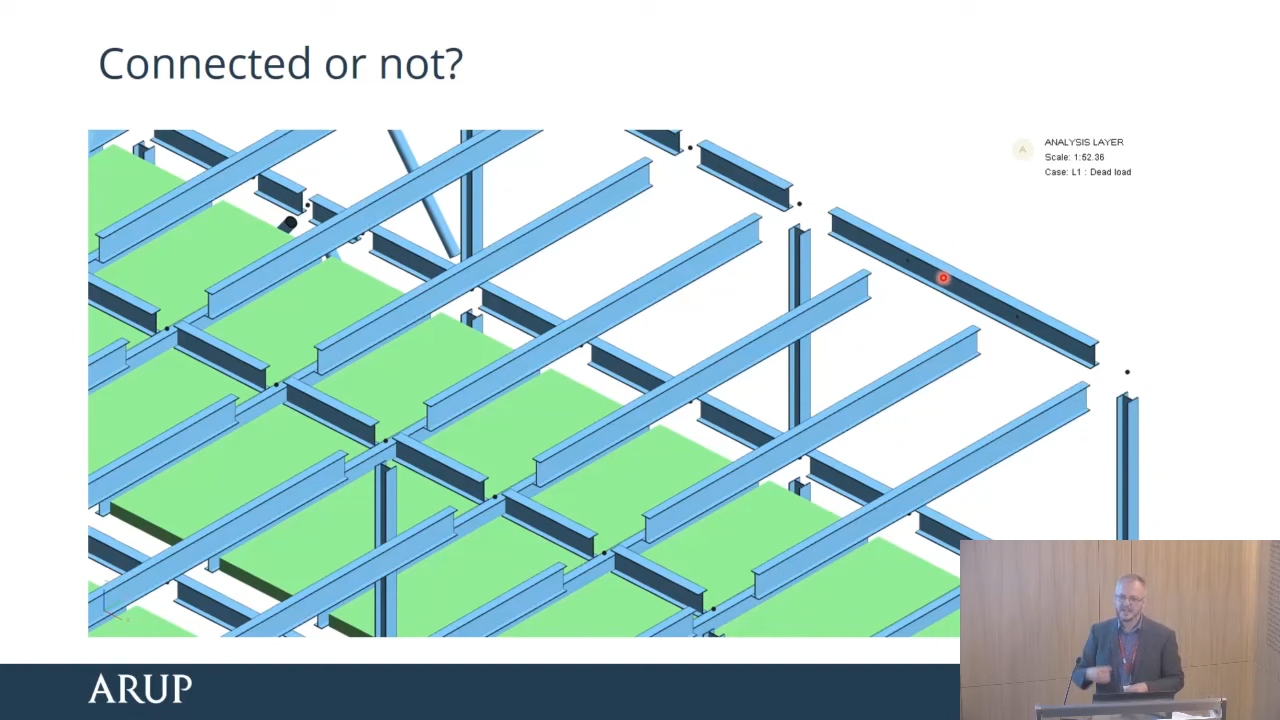 Connected or not?
A
ANALYSIS LAYER
Scale: 1:52.36
Case: L1 : Dead load
ARUP